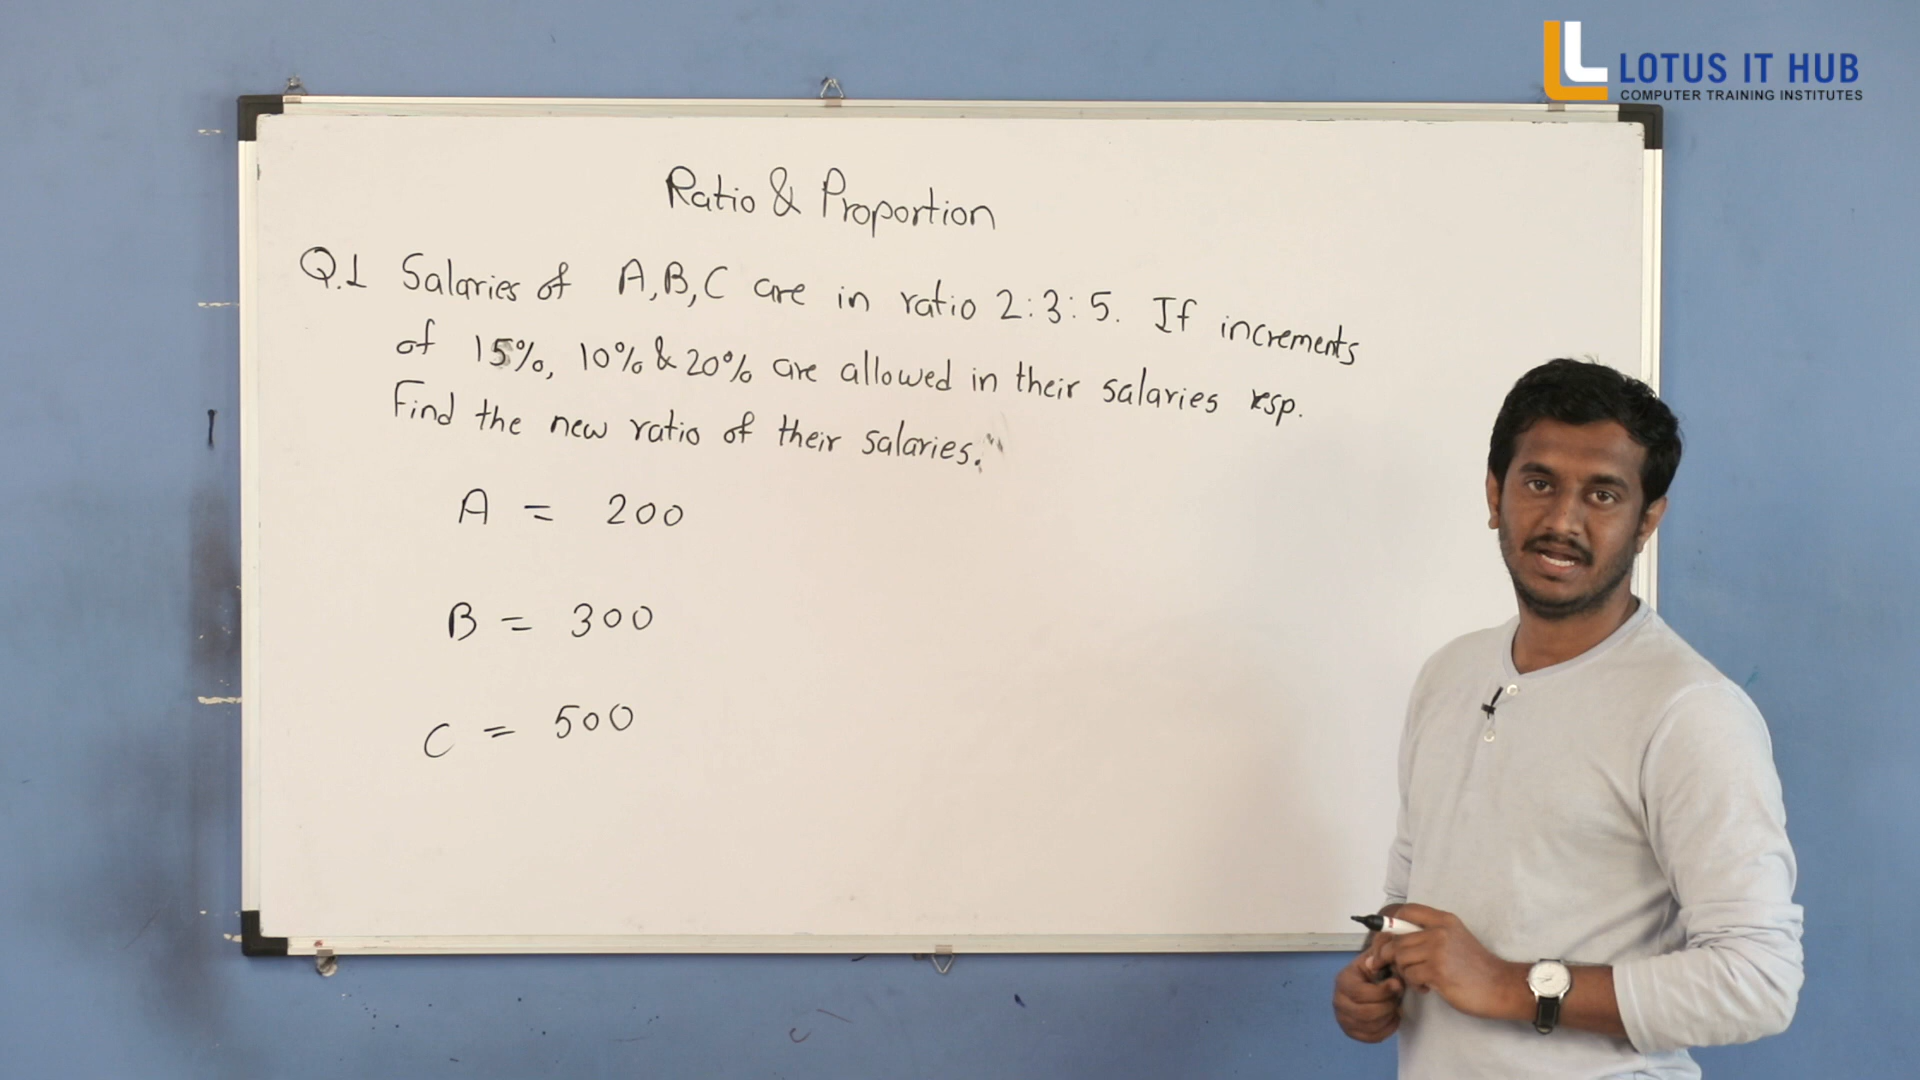 LOTUS IT HUB
COMPUTER TRAINING INSTITUTES
Ratio & Proportion
Q.1 Salaries of A,B,C are in ratio 2:3:5. If increments
of 15%, 10% & 20% are allowed in their salaries resp.
Find the new ratio of their salaries."
A = 200
B = 300
C = 500